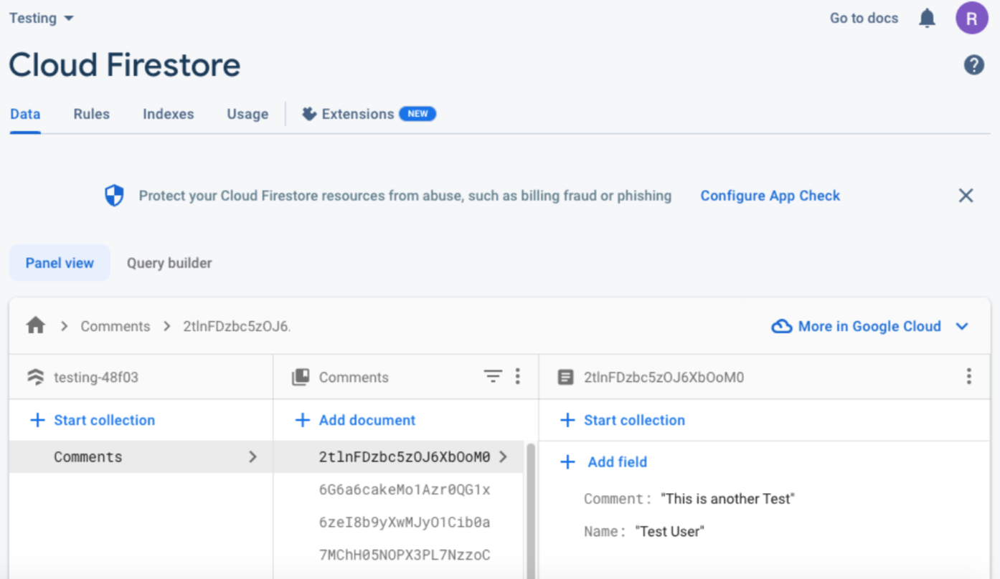 Testing
Go to docs
R
Cloud Firestore
?
Data Rules Indexes Usage Extensions NEW
Protect your Cloud Firestore resources from abuse, such as billing fraud or phishing Configure App Check
Panel view Query builder
Comments 2tlnFDzbc5zOJ6.
More in Google Cloud
testing-48f03 Comments 2tlnFDzbc5zOJ6XbOoM0
+ Start collection + Add document + Start collection
Comments 2tlnFDzbc5zOJ6XbOoM0
+ Add field
6G6a6cakeMo1Azr0QG1x
Comment: "This is another Test"
6zeI8b9yXwMJyO1Cib0a
Name: "Test User"
7MChH05NOPX3PL7NzzoC